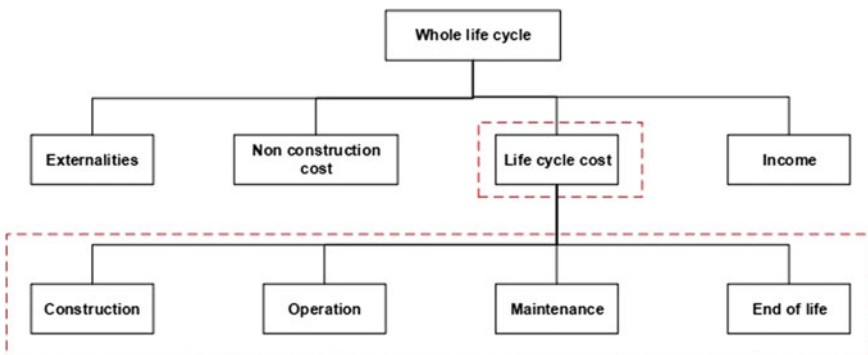 Whole life cycle
Externalities
Non construction
cost
Life cycle cost
Income
Construction
Operation
Maintenance
End of life